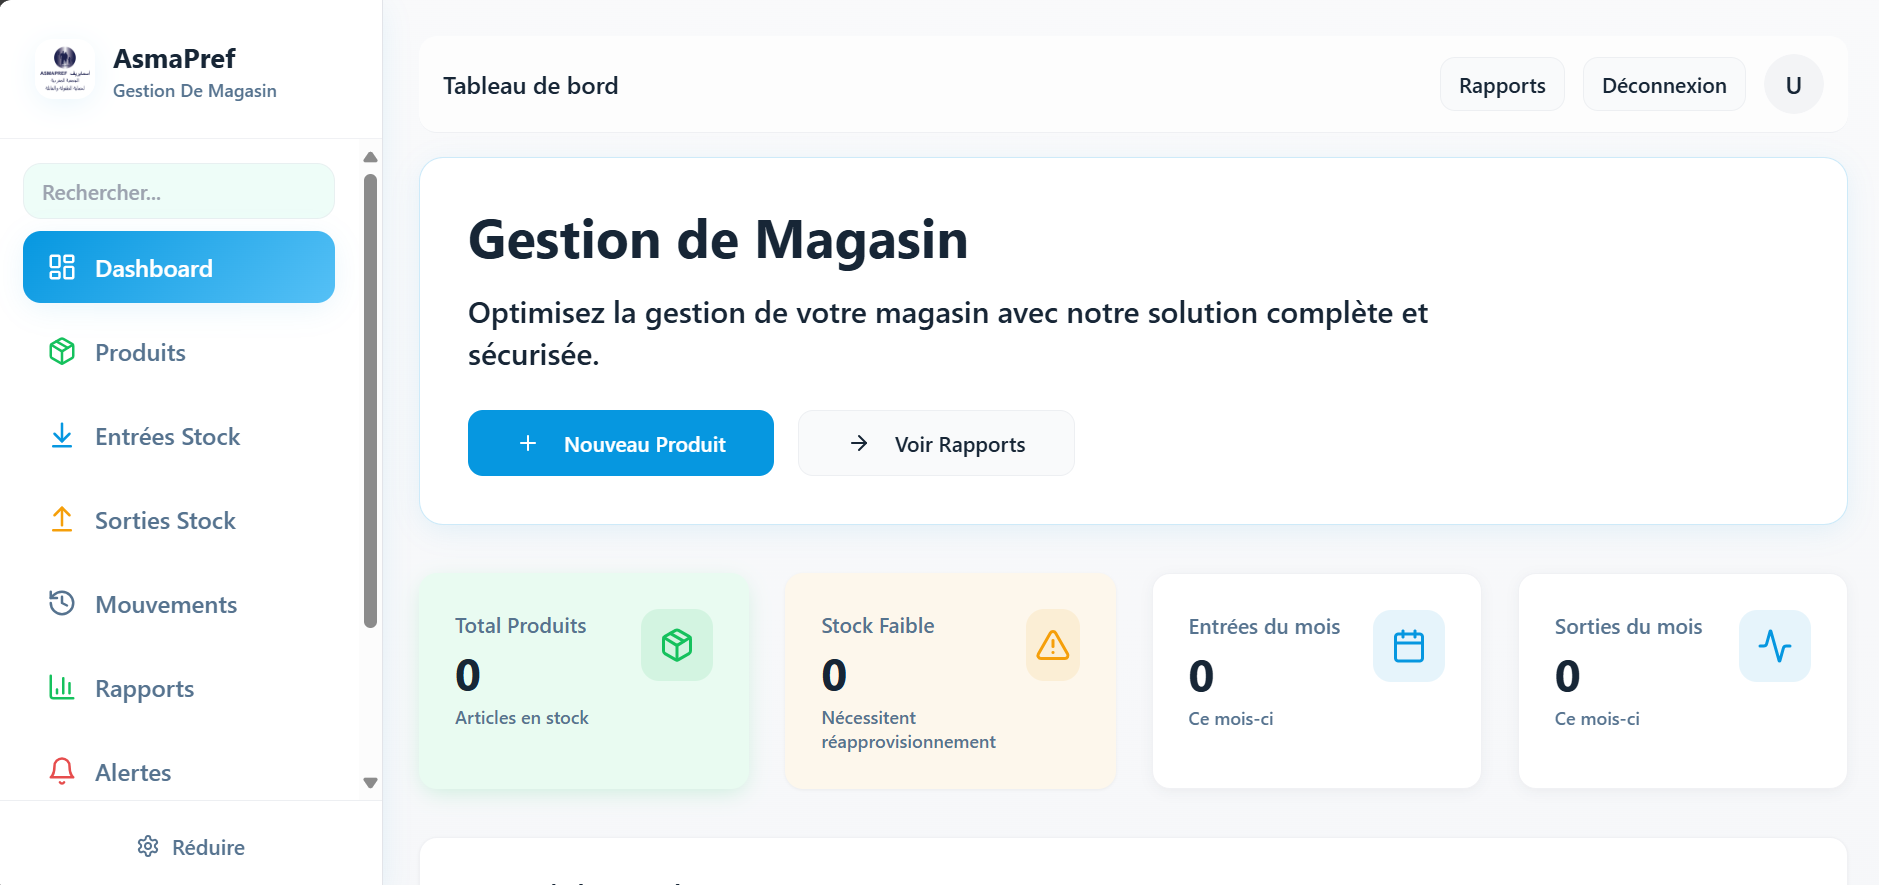 AsmaPref
Gestion De Magasin
ASMAPREF
Rechercher...
Dashboard
Produits
Entrées Stock
Sorties Stock
Mouvements
Rapports
Alertes
Réduire
Tableau de bord
Rapports
Déconnexion
U
Gestion de Magasin
Optimisez la gestion de votre magasin avec notre solution complète et
sécurisée.
Nouveau Produit
Voir Rapports
Total Produits
0
Articles en stock
Stock Faible
0
Nécessitent
réapprovisionnement
Entrées du mois
0
Ce mois-ci
Sorties du mois
0
Ce mois-ci